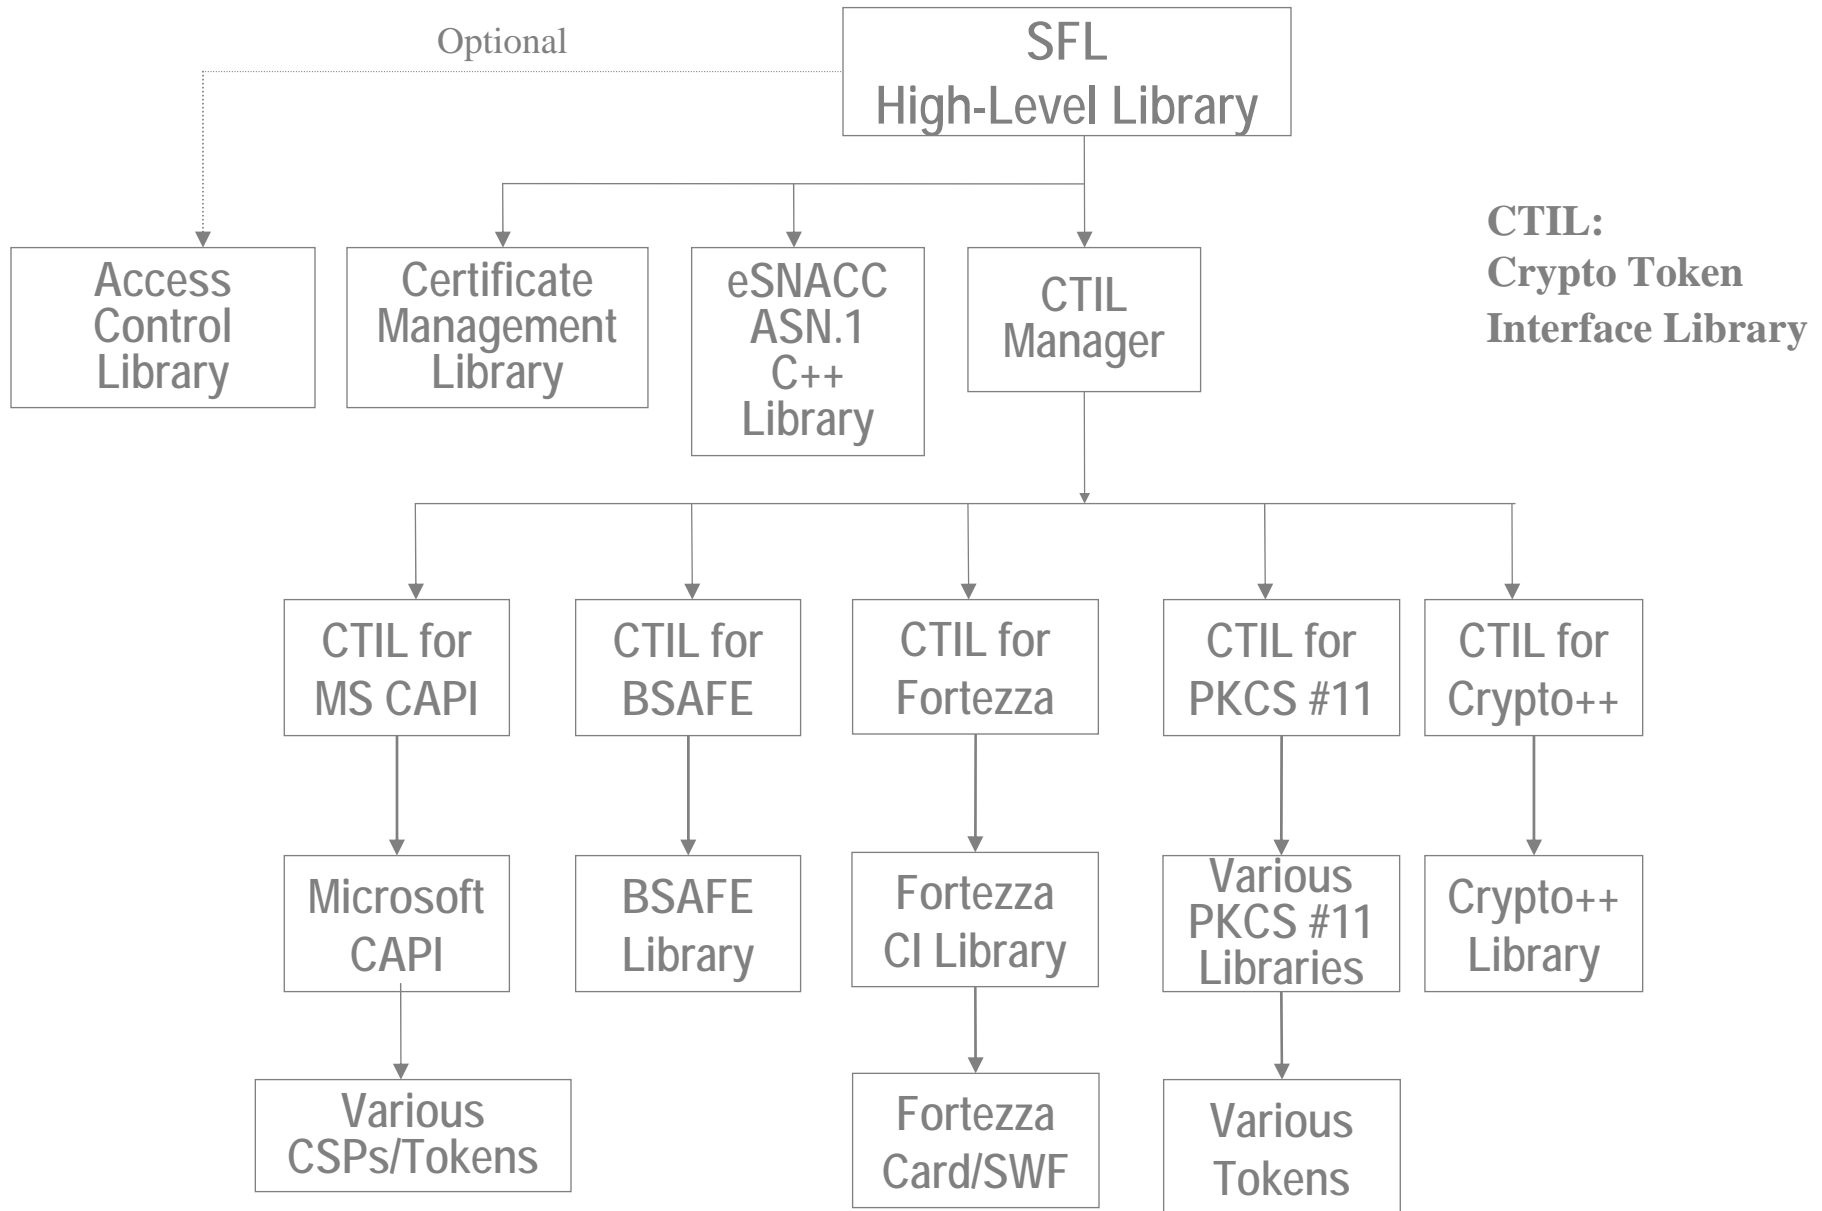 Optional
SFL
High-Level Library
CTIL:
Crypto Token
Interface Library
Access
Control
Library
Certificate
Management
Library
eSNACC
ASN.1
C++
Library
CTIL
Manager
CTIL for
MS CAPI
CTIL for
BSAFE
CTIL for
Fortezza
CTIL for
PKCS #11
CTIL for
Crypto++
Microsoft
CAPI
BSAFE
Library
Fortezza
CI Library
Various
PKCS #11
Libraries
Crypto++
Library
Various
CSPs/Tokens
Fortezza
Card/SWF
Various
Tokens